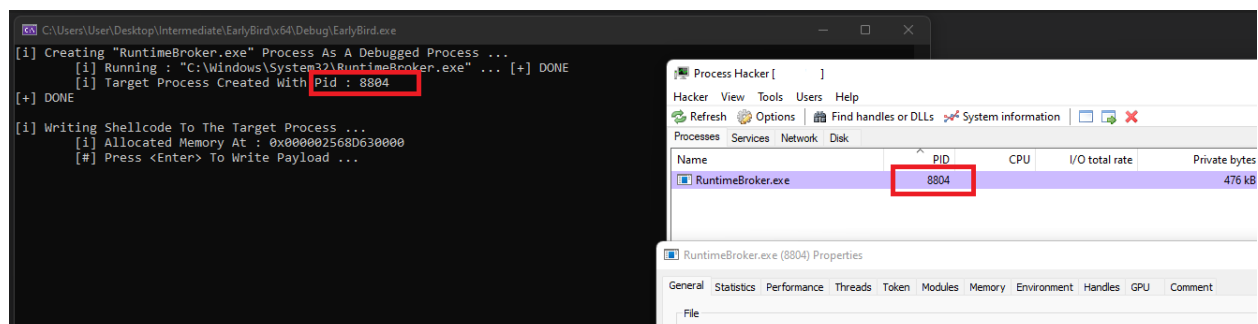 C:\Users\User\Desktop\Intermediate\EarlyBird\x64\Debug\EarlyBird.exe
[i] Creating "RuntimeBroker.exe" Process As A Debugged Process ...
[i] Running : "C:\Windows\System32\RuntimeBroker.exe" ... [+] DONE
[i] Target Process Created With Pid : 8804
[+] DONE
[i] Writing Shellcode To The Target Process ...
[i] Allocated Memory At : 0x000002568D630000
[#] Press <Enter> To Write Payload ...
Process Hacker [ ]
Hacker View Tools Users Help
Refresh Options Find handles or DLLs System information
Processes Services Network Disk
Name PID CPU I/O total rate Private bytes
RuntimeBroker.exe 8804 476 kB
RuntimeBroker.exe (8804) Properties
General Statistics Performance Threads Token Modules Memory Environment Handles GPU Comment
File